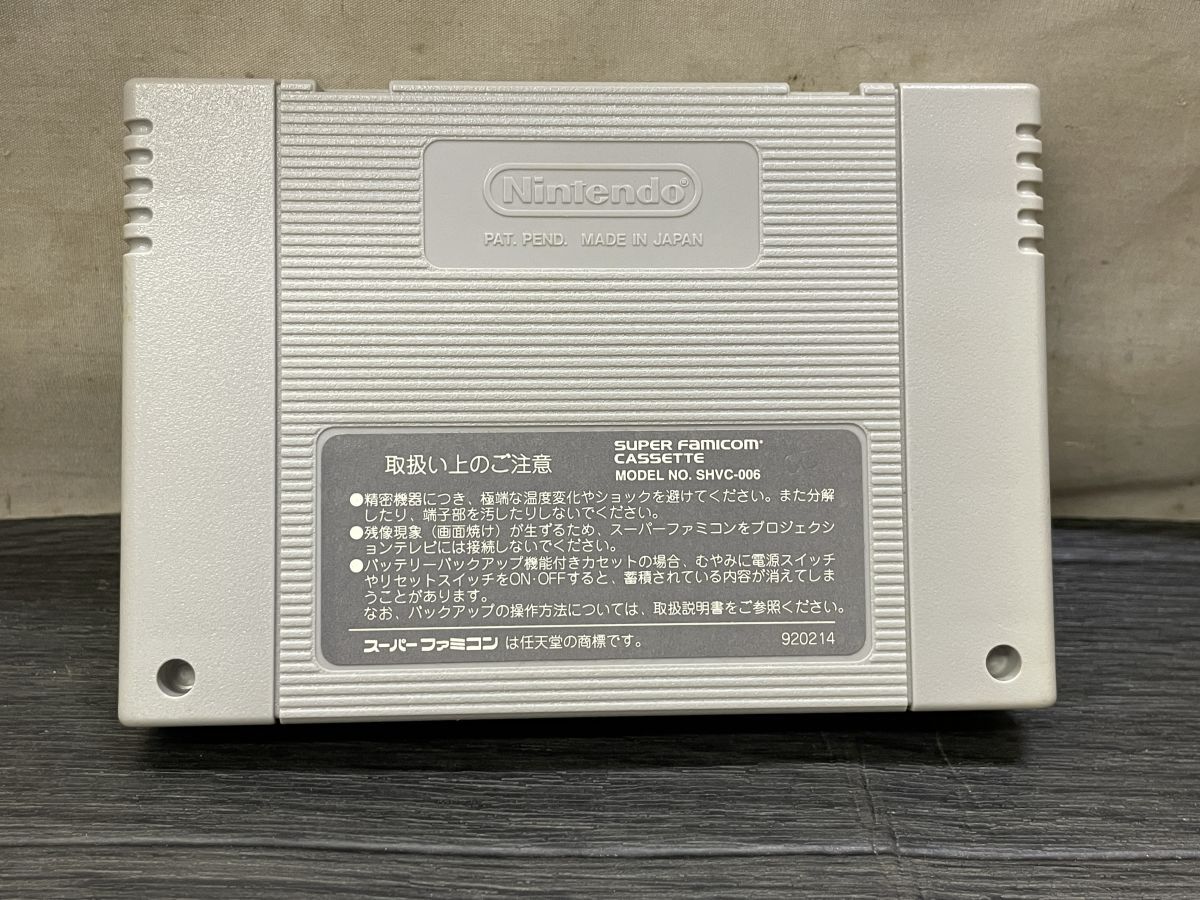 Nintendo®
PAT. PEND. MADE IN JAPAN
取扱い上のご注意
SUPER FAMICOM®
CASSETTE
MODEL NO. SHVC-006
●精密機器につき、極端な温度変化やショックを避けてください。また分解
したり、端子部を汚したりしないでください。
●残像現象（画面焼け）が生ずるため、スーパーファミコンをプロジェクシ
ョンテレビには接続しないでください。
●バッテリーバックアップ機能付きカセットの場合、むやみに電源スイッチ
やリセットスイッチをON・OFFすると、蓄積されている内容が消えてしま
うことがあります。
なお、バックアップの操作方法については、取扱説明書をご参照ください。
スーパーファミコン は任天堂の商標です。
920214